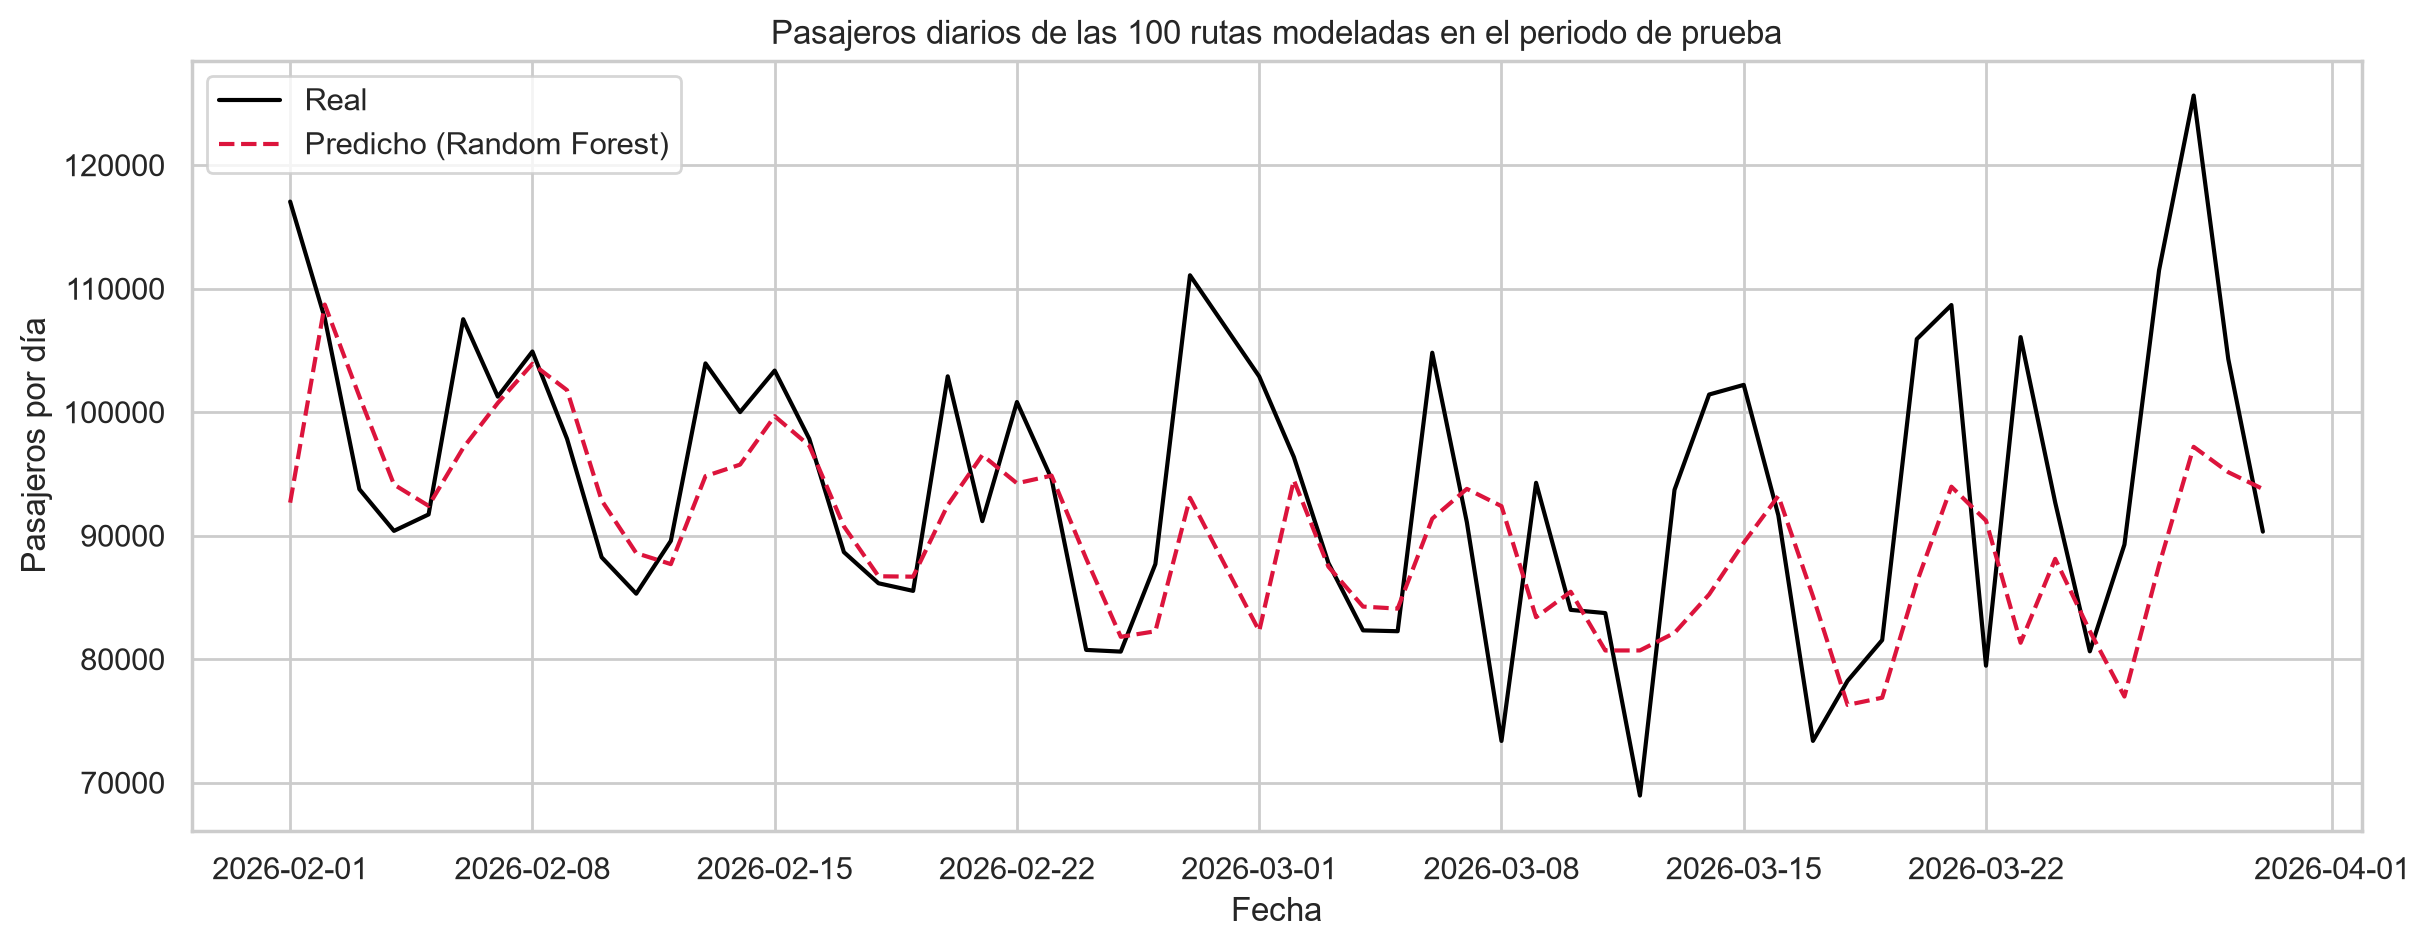 Pasajeros diarios de las 100 rutas modeladas en el periodo de prueba
Real
Predicho (Random Forest)
Pasajeros por día
120000
110000
100000
90000
80000
70000
2026-02-01 2026-02-08 2026-02-15 2026-02-22 2026-03-01 2026-03-08 2026-03-15 2026-03-22 2026-04-01
Fecha